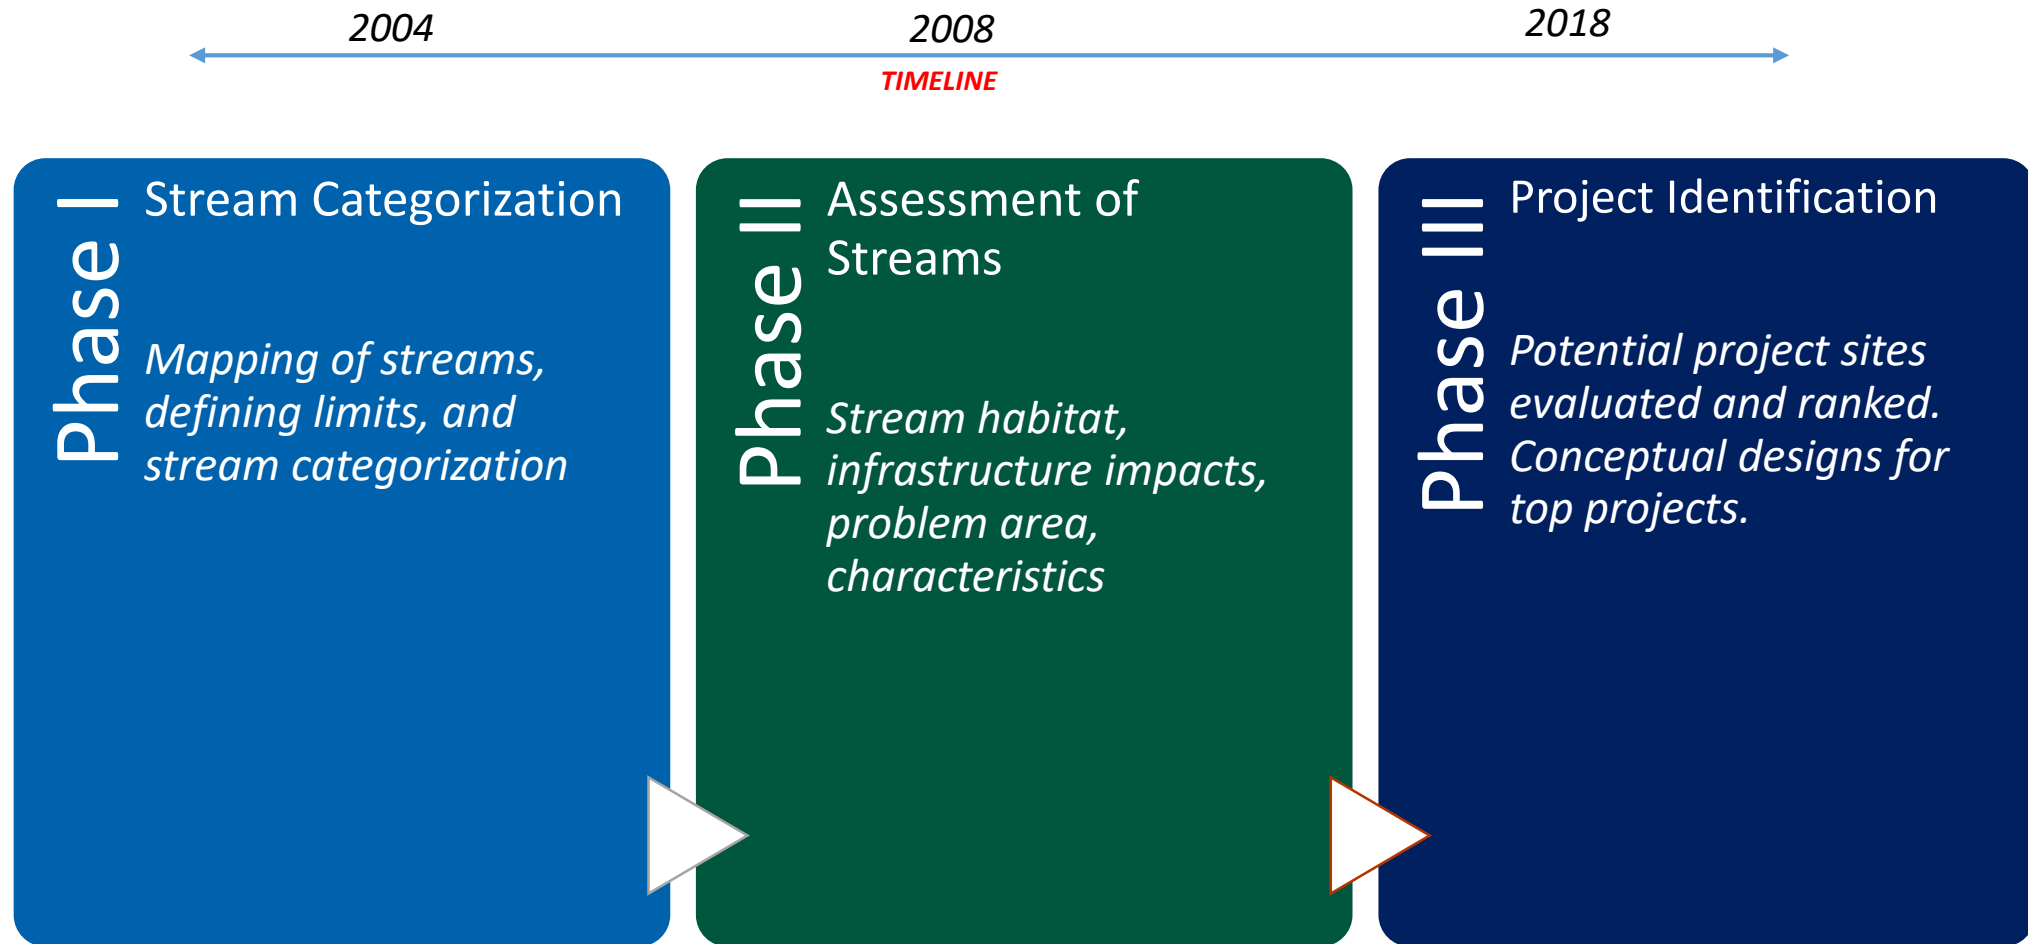 2004
2008
2018
TIMELINE
Phase I
Stream Categorization
Mapping of streams,
defining limits, and
stream categorization
Phase II
Assessment of
Streams
Stream habitat,
infrastructure impacts,
problem area,
characteristics
Phase III
Project Identification
Potential project sites
evaluated and ranked.
Conceptual designs for
top projects.